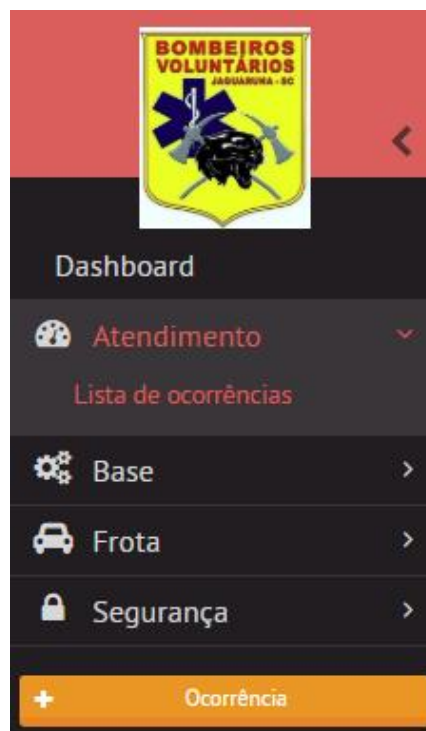 BOMBEIROS
VOLUNTÁRIOS
JAGUARUNA - SC
Dashboard
Atendimento
Lista de ocorrências
Base
Frota
Segurança
Ocorrência